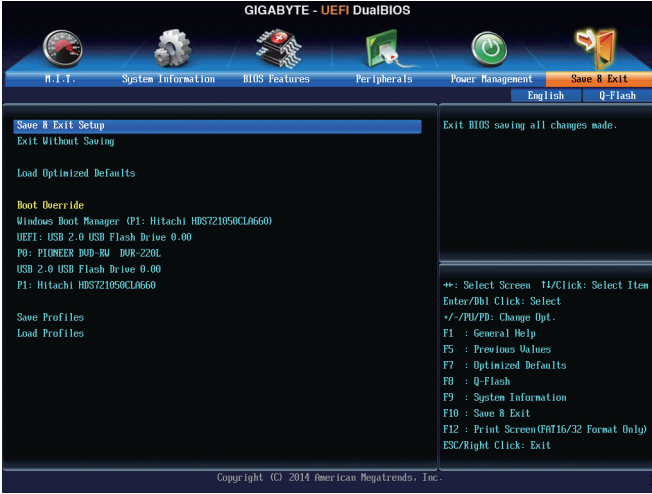 GIGABYTE - UEFI DualBIOS
M.I.T. System Information BIOS Features Peripherals Power Management Save & Exit
English Q-Flash
Save & Exit Setup
Exit Without Saving
Load Optimized Defaults
Boot Override
Windows Boot Manager (P1: Hitachi HDS721050CLA660)
UEFI: USB 2.0 USB Flash Drive 0.00
P0: PIONEER DVD-RW DVR-220L
USB 2.0 USB Flash Drive 0.00
P1: Hitachi HDS721050CLA660
Save Profiles
Load Profiles
Exit BIOS saving all changes made.
→←: Select Screen ↑↓/Click: Select Item
Enter/Dbl Click: Select
+/-/PU/PD: Change Opt.
F1 : General Help
F5 : Previous Values
F7 : Optimized Defaults
F8 : Q-Flash
F9 : System Information
F10 : Save & Exit
F12 : Print Screen(FAT16/32 Format Only)
ESC/Right Click: Exit
Copyright (C) 2014 American Megatrends, Inc.